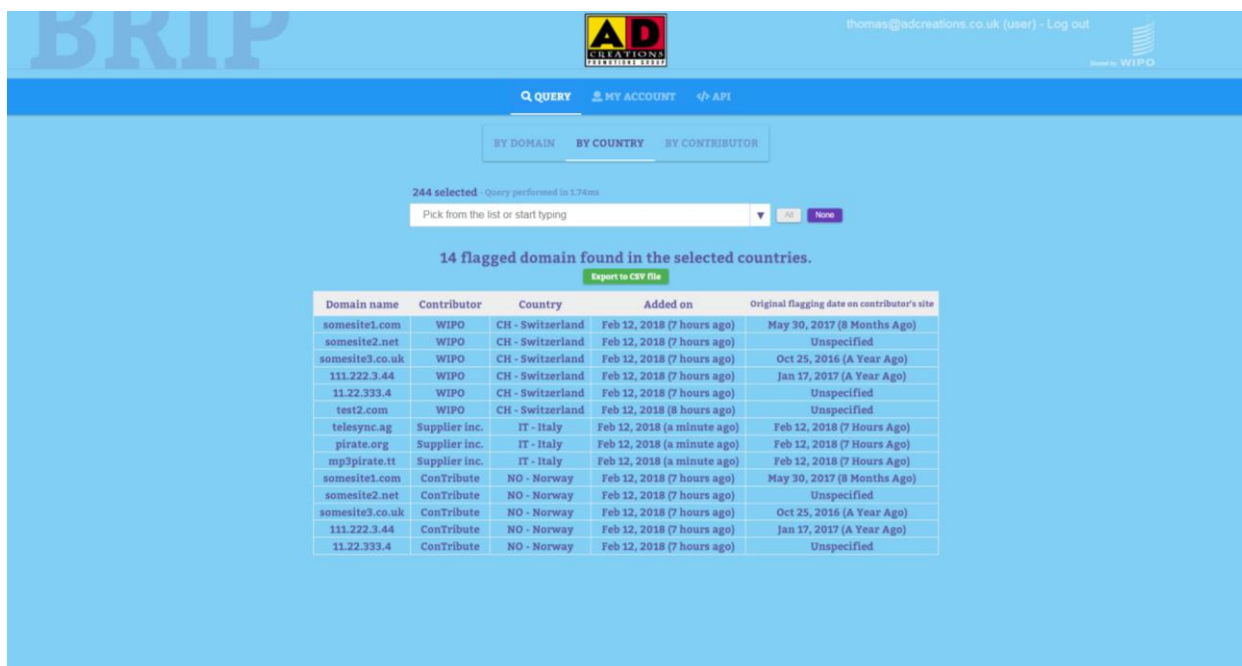 BRIP
AD
CREATIONS
PROMOTIONS GROUP
thomas@adcreations.co.uk (user) - Log out
WIPO
QUERY MY ACCOUNT </> API
BY DOMAIN BY COUNTRY BY CONTRIBUTOR
244 selected - Query performed in 1.74ms
Pick from the list or start typing ▼ All None
14 flagged domain found in the selected countries.
Export to CSV file
Domain name Contributor Country Added on Original flagging date on contributor's site
somesite1.com WIPO CH - Switzerland Feb 12, 2018 (7 hours ago) May 30, 2017 (8 Months Ago)
somesite2.net WIPO CH - Switzerland Feb 12, 2018 (7 hours ago) Unspecified
somesite3.co.uk WIPO CH - Switzerland Feb 12, 2018 (7 hours ago) Oct 25, 2016 (A Year Ago)
111.222.3.44 WIPO CH - Switzerland Feb 12, 2018 (7 hours ago) Jan 17, 2017 (A Year Ago)
11.22.333.4 WIPO CH - Switzerland Feb 12, 2018 (7 hours ago) Unspecified
test2.com WIPO CH - Switzerland Feb 12, 2018 (8 hours ago) Unspecified
telesync.ag Supplier inc. IT - Italy Feb 12, 2018 (a minute ago) Feb 12, 2018 (7 Hours Ago)
pirate.org Supplier inc. IT - Italy Feb 12, 2018 (a minute ago) Feb 12, 2018 (7 Hours Ago)
mp3pirate.tt Supplier inc. IT - Italy Feb 12, 2018 (a minute ago) Feb 12, 2018 (7 Hours Ago)
somesite1.com ConTribute NO - Norway Feb 12, 2018 (7 hours ago) May 30, 2017 (8 Months Ago)
somesite2.net ConTribute NO - Norway Feb 12, 2018 (7 hours ago) Unspecified
somesite3.co.uk ConTribute NO - Norway Feb 12, 2018 (7 hours ago) Oct 25, 2016 (A Year Ago)
111.222.3.44 ConTribute NO - Norway Feb 12, 2018 (7 hours ago) Jan 17, 2017 (A Year Ago)
11.22.333.4 ConTribute NO - Norway Feb 12, 2018 (7 hours ago) Unspecified